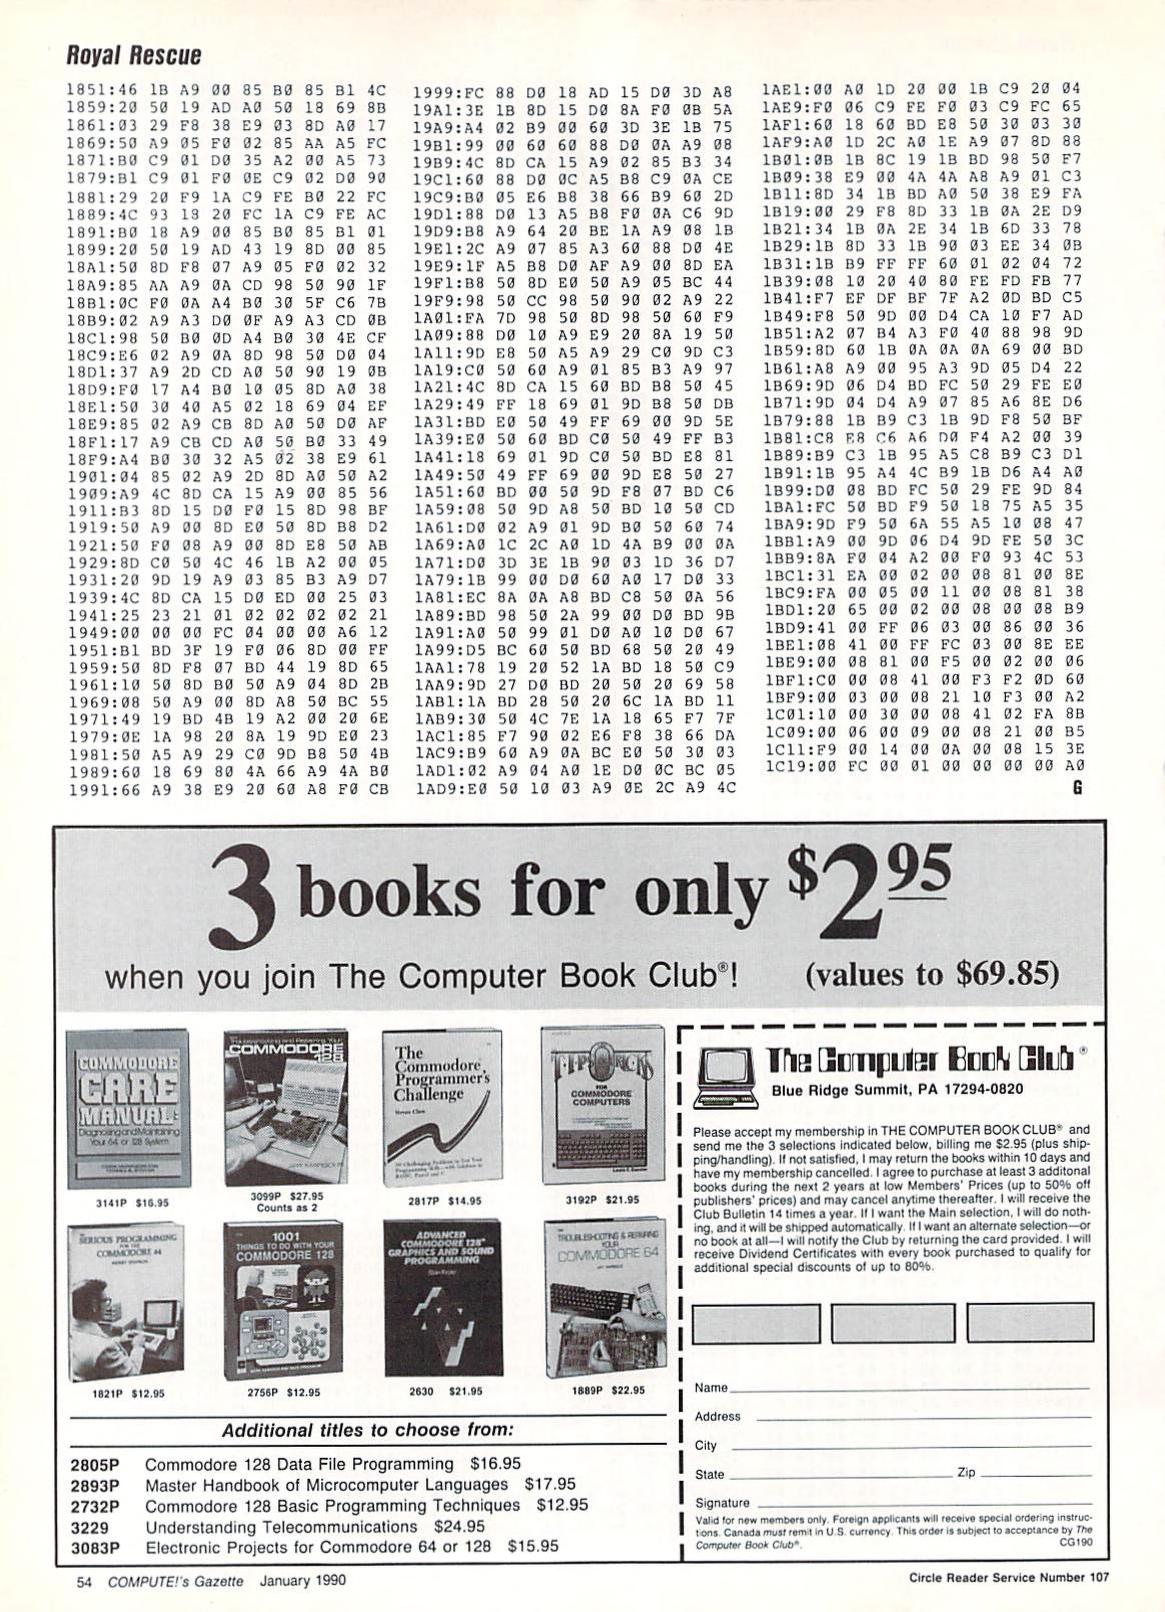 Royal Rescue
1851:46 1B A9 00 85 B0 85 B1 4C
1859:20 50 19 AD A0 50 18 69 8B
1861:03 29 F8 38 E9 03 8D A0 17
1869:50 A9 05 F0 02 85 AA A5 FC
1871:B0 C9 01 D0 35 A2 00 A5 73
1879:B1 C9 01 F0 0E C9 02 D0 90
1881:29 20 F9 1A C9 FE B0 22 FC
1889:4C 93 18 20 FC 1A C9 FE AC
1891:B0 18 A9 00 85 B0 85 B1 01
1899:20 50 19 AD 43 19 8D 00 85
18A1:50 8D F8 07 A9 05 F0 02 32
18A9:85 AA A9 0A CD 98 50 90 1F
18B1:0C F0 0A A4 B0 30 5F C6 7B
18B9:02 A9 A3 D0 0F A9 A3 CD 0B
18C1:98 50 B0 0D A4 B0 30 4E CF
18C9:E6 02 A9 0A 8D 98 50 D0 04
18D1:37 A9 2D CD A0 50 90 19 0B
18D9:F0 17 A4 B0 10 05 8D A0 38
18E1:50 30 40 A5 02 18 69 04 EF
18E9:85 02 A9 CB 8D A0 50 D0 AF
18F1:17 A9 CB CD A0 50 B0 33 49
18F9:A4 B0 30 32 A5 02 38 E9 61
1901:04 85 02 A9 2D 8D A0 50 A2
1909:A9 4C 8D CA 15 A9 00 85 56
1911:B3 8D 15 D0 F0 15 8D 98 BF
1919:50 A9 00 8D E0 50 8D B8 D2
1921:50 F0 08 A9 00 8D E8 50 AB
1929:8D C0 50 4C 46 1B A2 00 05
1931:20 9D 19 A9 03 85 B3 A9 D7
1939:4C 8D CA 15 D0 ED 00 25 03
1941:25 23 21 01 02 02 02 02 21
1949:00 00 00 FC 04 00 00 A6 12
1951:B1 BD 3F 19 F0 06 8D 00 FF
1959:50 8D F8 07 BD 44 19 8D 65
1961:10 50 8D B0 50 A9 04 8D 2B
1969:08 50 A9 00 8D A8 50 BC 55
1971:49 19 BD 4B 19 A2 00 20 6E
1979:0E 1A 98 20 8A 19 9D E0 23
1981:50 A5 A9 29 C0 9D B8 50 4B
1989:60 18 69 80 4A 66 A9 4A B0
1991:66 A9 38 E9 20 60 A8 F0 CB
1999:FC 88 D0 18 AD 15 D0 3D A8
19A1:3E 1B 8D 15 D0 8A F0 0B 5A
19A9:A4 02 B9 00 60 3D 3E 1B 75
19B1:99 00 60 60 88 D0 0A A9 08
19B9:4C 8D CA 15 A9 02 85 B3 34
19C1:60 88 D0 0C A5 B8 C9 0A CE
19C9:B0 05 E6 B8 38 66 B9 60 2D
19D1:88 D0 13 A5 B8 F0 0A C6 9D
19D9:B8 A9 64 20 BE 1A A9 08 1B
19E1:2C A9 07 85 A3 60 88 D0 4E
19E9:1F A5 B8 D0 AF A9 00 8D EA
19F1:B8 50 8D E0 50 A9 05 BC 44
19F9:98 50 CC 98 50 90 02 A9 22
1A01:FA 7D 98 50 8D 98 50 60 F9
1A09:88 D0 10 A9 E9 20 8A 19 50
1A11:9D E8 50 A5 A9 29 C0 9D C3
1A19:C0 50 60 A9 01 85 B3 A9 97
1A21:4C 8D CA 15 60 BD B8 50 45
1A29:49 FF 18 69 01 9D B8 50 DB
1A31:BD E0 50 49 FF 69 00 9D 5E
1A39:E0 50 60 BD C0 50 49 FF B3
1A41:18 69 01 9D C0 50 BD E8 81
1A49:50 49 FF 69 00 9D E8 50 27
1A51:60 BD 00 50 9D F8 07 BD C6
1A59:08 50 9D A8 50 BD 10 50 CD
1A61:D0 02 A9 01 9D B0 50 60 74
1A69:A0 1C 2C A0 1D 4A B9 00 0A
1A71:D0 3D 3E 1B 90 03 1D 36 D7
1A79:1B 99 00 D0 60 A0 17 D0 33
1A81:EC 8A 0A A8 BD C8 50 0A 56
1A89:BD 98 50 2A 99 00 D0 BD 9B
1A91:A0 50 99 01 D0 A0 10 D0 67
1A99:D5 BC 60 50 BD 68 50 20 49
1AA1:78 19 20 52 1A BD 18 50 C9
1AA9:9D 27 D0 BD 20 50 20 69 58
1AB1:1A BD 28 50 20 6C 1A BD 11
1AB9:30 50 4C 7E 1A 18 65 F7 7F
1AC1:85 F7 90 02 E6 F8 38 66 DA
1AC9:B9 60 A9 0A BC E0 50 30 03
1AD1:02 A9 04 A0 1E D0 0C BC 05
1AD9:E0 50 10 03 A9 0E 2C A9 4C
1AE1:00 A0 1D 20 00 1B C9 20 04
1AE9:F0 06 C9 FE F0 03 C9 FC 65
1AF1:60 18 60 BD E8 50 30 03 30
1AF9:A0 1D 2C A0 1E A9 07 8D 88
1B01:0B 1B 8C 19 1B BD 98 50 F7
1B09:38 E9 00 4A 4A A8 A9 01 C3
1B11:8D 34 1B BD A0 50 38 E9 FA
1B19:00 29 F8 8D 33 1B 0A 2E D9
1B21:34 1B 0A 2E 34 1B 6D 33 78
1B29:1B 8D 33 1B 90 03 EE 34 0B
1B31:1B B9 FF FF 60 01 02 04 72
1B39:08 10 20 40 80 FE FD FB 77
1B41:F7 EF DF BF 7F A2 0D BD C5
1B49:F8 50 9D 00 D4 CA 10 F7 AD
1B51:A2 07 B4 A3 F0 40 88 98 9D
1B59:8D 60 1B 0A 0A 0A 69 00 BD
1B61:A8 A9 00 95 A3 9D 05 D4 22
1B69:9D 06 D4 BD FC 50 29 FE E0
1B71:9D 04 D4 A9 07 85 A6 8E D6
1B79:88 1B B9 C3 1B 9D F8 50 BF
1B81:C8 E8 C6 A6 D0 F4 A2 00 39
1B89:B9 C3 1B 95 A5 C8 B9 C3 D1
1B91:1B 95 A4 4C B9 1B D6 A4 A0
1B99:D0 08 BD FC 50 29 FE 9D 84
1BA1:FC 50 BD F9 50 18 75 A5 35
1BA9:9D F9 50 6A 55 A5 10 08 47
1BB1:A9 00 9D 06 D4 9D FE 50 3C
1BB9:8A F0 04 A2 00 F0 93 4C 53
1BC1:31 EA 00 02 00 08 81 00 8E
1BC9:FA 00 05 00 11 00 08 81 38
1BD1:20 65 00 02 00 08 00 08 B9
1BD9:41 00 FF 06 03 00 86 00 36
1BE1:08 41 00 FF FC 03 00 8E EE
1BE9:00 08 81 00 F5 00 02 00 06
1BF1:C0 00 08 41 00 F3 F2 0D 60
1BF9:00 03 00 08 21 10 F3 00 A2
1C01:10 00 30 00 08 41 02 FA 8B
1C09:00 06 00 09 00 08 21 00 B5
1C11:F9 00 14 00 0A 00 08 15 3E
1C19:00 FC 00 01 00 00 00 00 A0
G
3 books for only $2.95
when you join The Computer Book Club®! (values to $69.85)
COMMODORE
CARE
MANUAL:
Diagnosing and Maintaining
Your 64 or 128 System
3141P $16.95
Troubleshooting and Repairing Your
COMMODORE
128
3099P $27.95
Counts as 2
The
Commodore
Programmer's
Challenge
2817P $14.95
TIPS TRICKS
FOR
COMMODORE
COMPUTERS
3192P $21.95
SERIOUS PROGRAMMING
FOR THE
COMMODORE 64
1821P $12.95
1001
THINGS TO DO WITH YOUR
COMMODORE 128
2756P $12.95
ADVANCED
COMMODORE 128
GRAPHICS AND SOUND
PROGRAMMING
2630 $21.95
TROUBLESHOOTING & REPAIRING
YOUR
COMMODORE 64
1889P $22.95
Additional titles to choose from:
2805P Commodore 128 Data File Programming $16.95
2893P Master Handbook of Microcomputer Languages $17.95
2732P Commodore 128 Basic Programming Techniques $12.95
3229 Understanding Telecommunications $24.95
3083P Electronic Projects for Commodore 64 or 128 $15.95
The Computer Book Club®
Blue Ridge Summit, PA 17294-0820
Please accept my membership in THE COMPUTER BOOK CLUB® and
send me the 3 selections indicated below, billing me $2.95 (plus ship-
ping/handling). If not satisfied, I may return the books within 10 days and
have my membership cancelled. I agree to purchase at least 3 additonal
books during the next 2 years at low Members' Prices (up to 50% off
publishers' prices) and may cancel anytime thereafter. I will receive the
Club Bulletin 14 times a year. If I want the Main selection, I will do noth-
ing, and it will be shipped automatically. If I want an alternate selection—or
no book at all—I will notify the Club by returning the card provided. I will
receive Dividend Certificates with every book purchased to qualify for
additional special discounts of up to 80%.
Name
Address
City
State Zip
Signature
Valid for new members only. Foreign applicants will receive special ordering instruc-
tions. Canada must remit in U.S. currency. This order is subject to acceptance by The
Computer Book Club®. CG190
54 COMPUTE!'s Gazette January 1990
Circle Reader Service Number 107